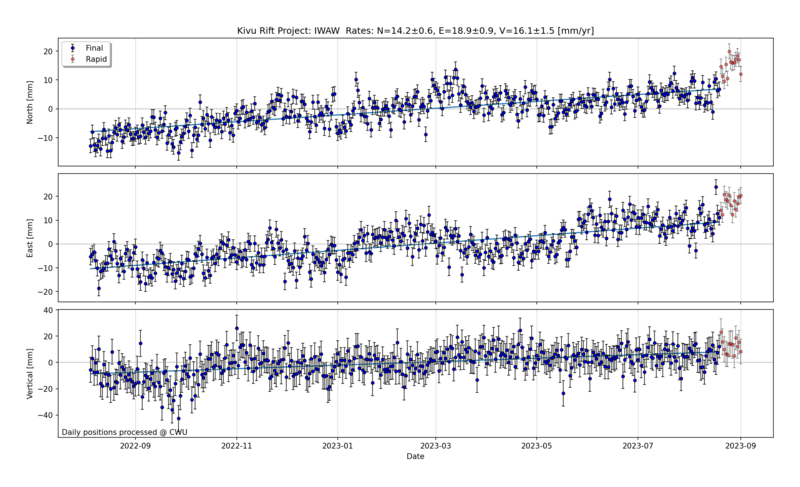 Kivu Rift Project: IWAW Rates: N=14.2±0.6, E=18.9±0.9, V=16.1±1.5 [mm/yr]
Final
Rapid
North [mm]
20
10
0
−10
East [mm]
20
10
0
−10
−20
Vertical [mm]
40
20
0
−20
−40
Daily positions processed @ CWU
2022-09
2022-11
2023-01
2023-03
2023-05
2023-07
2023-09
Date